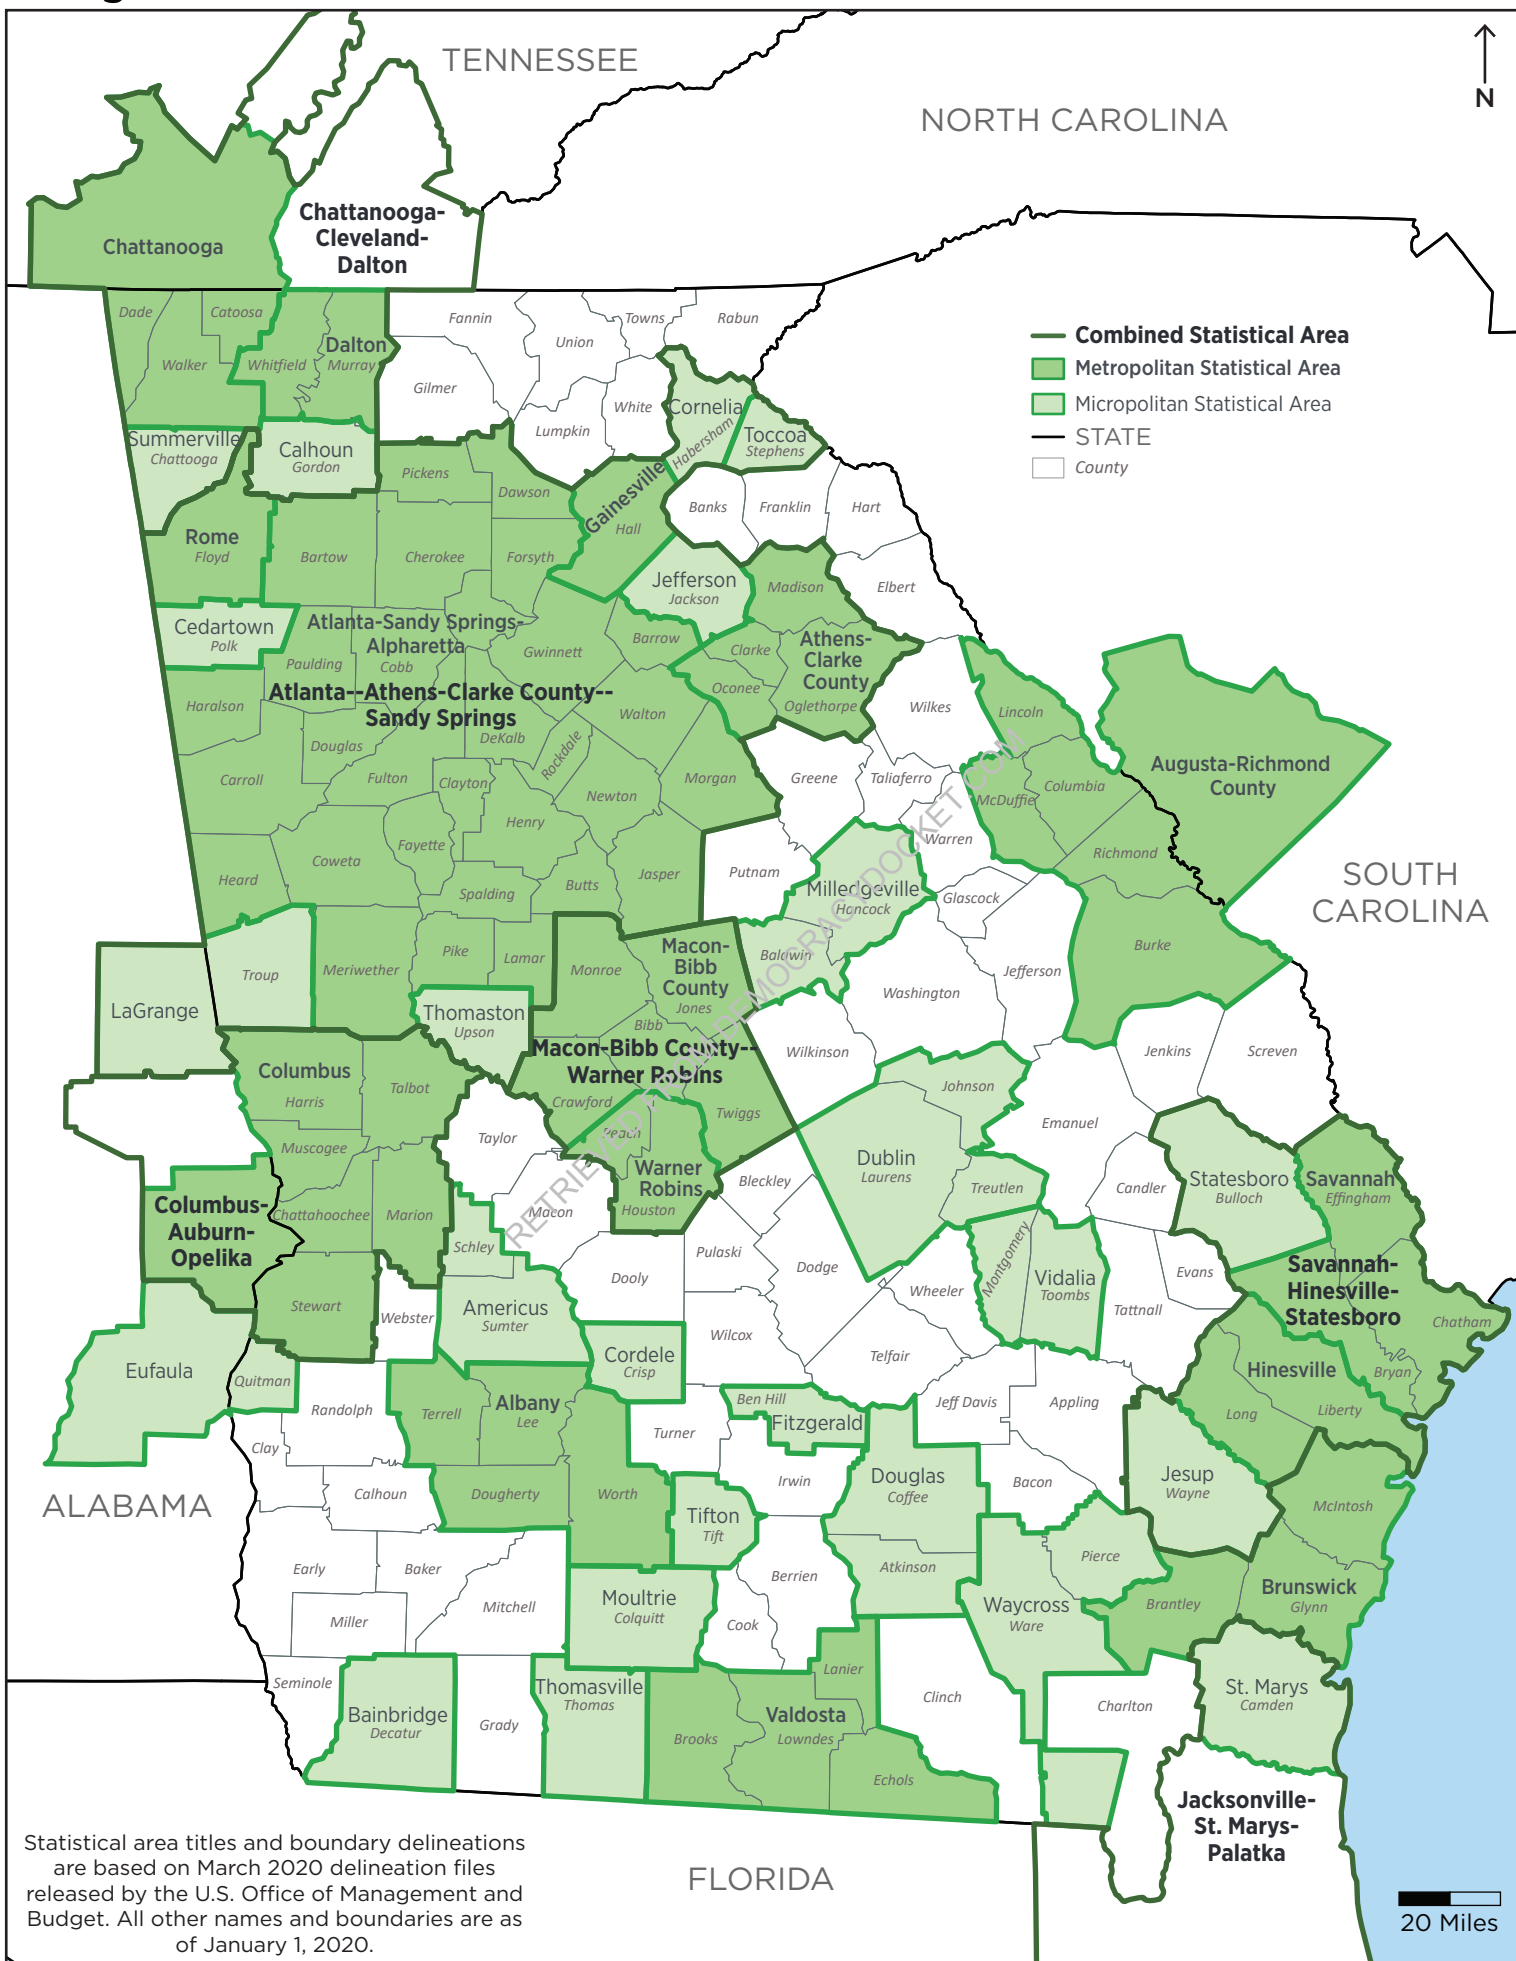 TENNESSEE
NORTH CAROLINA
N
Chattanooga
Chattanooga-
Cleveland-
Dalton
Combined Statistical Area
Metropolitan Statistical Area
Micropolitan Statistical Area
STATE
County
Dade
Catoosa
Walker
Whitfield
Dalton
Murray
Fannin
Union
Towns
Rabun
Gilmer
White
Lumpkin
Cornelia
Habersham
Toccoa
Stephens
Summerville
Chattooga
Calhoun
Gordon
Pickens
Dawson
Gainesville
Hall
Banks
Franklin
Hart
Rome
Floyd
Bartow
Cherokee
Forsyth
Jefferson
Jackson
Madison
Elbert
Cedartown
Polk
Atlanta-Sandy Springs-
Alpharetta
Paulding
Cobb
Gwinnett
Barrow
Clarke
Athens-
Clarke
County
Oconee
Oglethorpe
Atlanta--Athens-Clarke County--
Sandy Springs
Haralson
Douglas
DeKalb
Rockdale
Walton
Wilkes
Lincoln
Carroll
Fulton
Clayton
Newton
Morgan
Greene
Taliaferro
McDuffie
Columbia
Augusta-Richmond
County
Henry
Fayette
Coweta
Heard
Spalding
Butts
Jasper
Putnam
Warren
Richmond
Milledgeville
Hancock
Glascock
SOUTH
CAROLINA
Troup
Meriwether
Pike
Lamar
Monroe
Macon-
Bibb
County
Jones
Baldwin
Washington
Jefferson
Burke
LaGrange
Thomaston
Upson
Bibb
Macon-Bibb County--
Warner Robins
Wilkinson
Johnson
Jenkins
Screven
Columbus
Harris
Talbot
Crawford
Twiggs
Peach
Muscogee
Taylor
Warner
Robins
Houston
Bleckley
Dublin
Laurens
Treutlen
Emanuel
Candler
Statesboro
Bulloch
Savannah
Effingham
Columbus-
Auburn-
Opelika
Chattahoochee
Marion
Macon
Schley
Dooly
Pulaski
Dodge
Wheeler
Montgomery
Vidalia
Toombs
Tattnall
Evans
Savannah-
Hinesville-
Statesboro
Chatham
Stewart
Webster
Americus
Sumter
Cordele
Crisp
Wilcox
Telfair
Hinesville
Bryan
Eufaula
Quitman
Randolph
Terrell
Albany
Lee
Turner
Ben Hill
Fitzgerald
Jeff Davis
Appling
Long
Liberty
Clay
Calhoun
Dougherty
Worth
Irwin
Douglas
Coffee
Bacon
Jesup
Wayne
McIntosh
ALABAMA
Tifton
Tift
Early
Baker
Mitchell
Berrien
Atkinson
Pierce
Brunswick
Glynn
Brantley
Miller
Moultrie
Colquitt
Cook
Waycross
Ware
Seminole
Bainbridge
Decatur
Grady
Thomasville
Thomas
Brooks
Valdosta
Lowndes
Lanier
Echols
Clinch
Charlton
St. Marys
Camden
Jacksonville-
St. Marys-
Palatka
FLORIDA
Statistical area titles and boundary delineations
are based on March 2020 delineation files
released by the U.S. Office of Management and
Budget. All other names and boundaries are as
of January 1, 2020.
20 Miles
RETRIEVED FROM DEMOCRACYDOCKET.COM